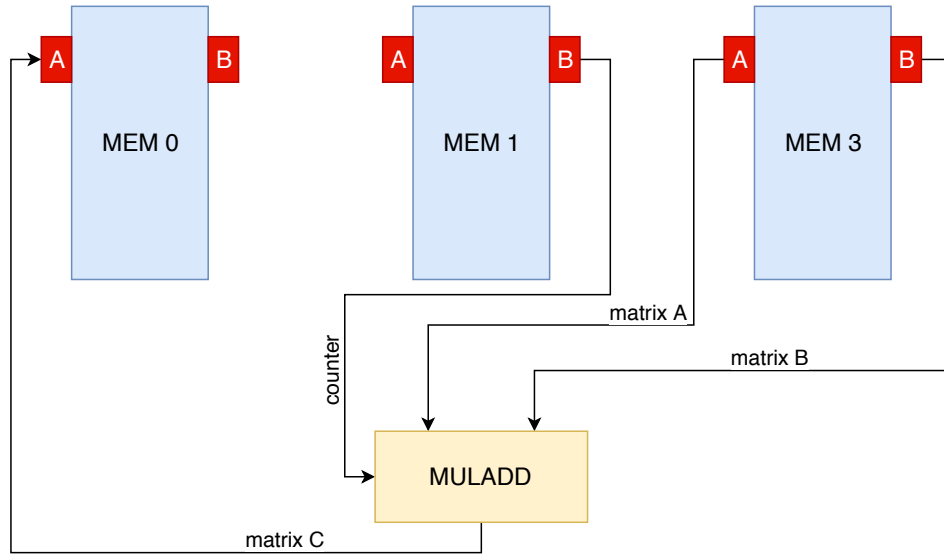 A
B
A
B
A
B
MEM 0
MEM 1
MEM 3
matrix A
counter
matrix B
MULADD
matrix C